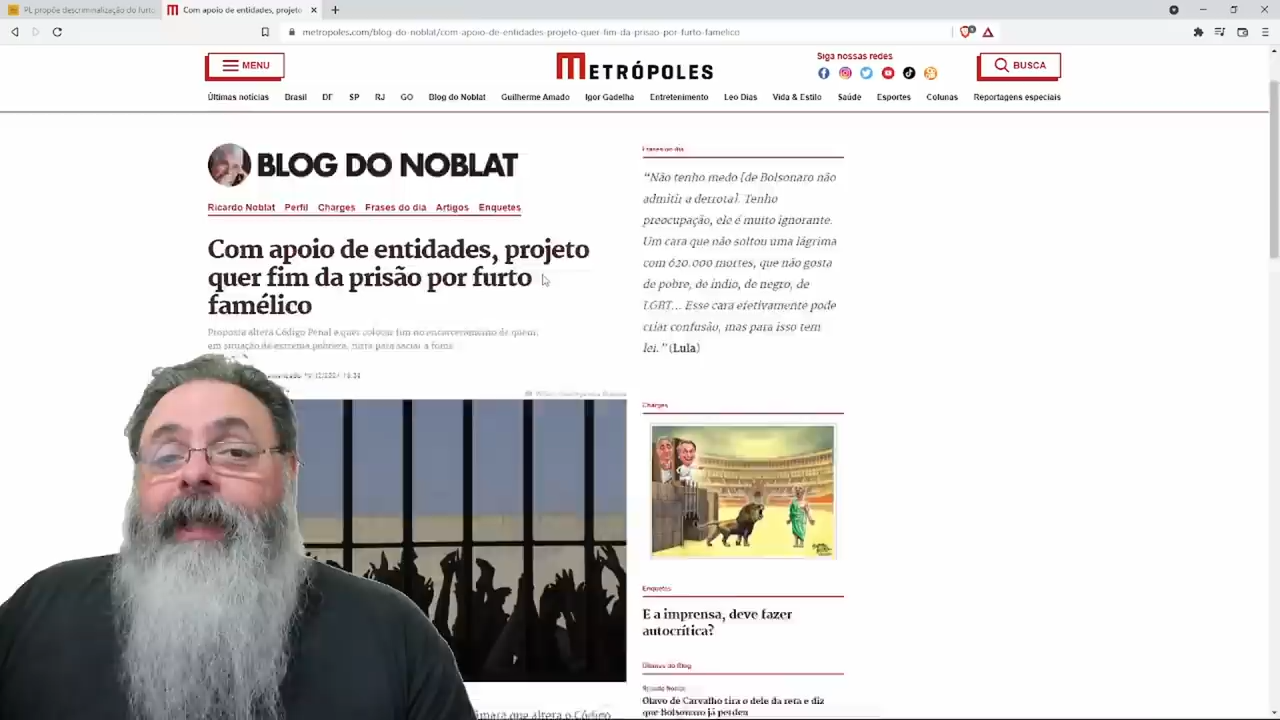 PL propõe descriminalização do furto
Com apoio de entidades, projeto
metropoles.com/blog-do-noblat/com-apoio-de-entidades-projeto-quer-fim-da-prisao-por-furto-famelico
MENU
METRÓPOLES
Siga nossas redes
BUSCA
Últimas notícias Brasil DF SP RJ GO Blog do Noblat Guilherme Amado Igor Gadelha Entretenimento Leo Dias Vida & Estilo Saúde Esportes Colunas Reportagens especiais
BLOG DO NOBLAT
Ricardo Noblat Perfil Charges Frases do dia Artigos Enquetes
Com apoio de entidades, projeto
quer fim da prisão por furto
famélico
Proposta altera Código Penal e quer colocar fim no encarceramento de quem,
em situação de extrema pobreza, furta para saciar a fome
Frases do dia
“Não tenho medo [de Bolsonaro não
admitir a derrota]. Tenho
preocupação, ele é muito ignorante.
Um cara que não soltou uma lágrima
com 620.000 mortes, que não gosta
de pobre, de índio, de negro, de
LGBT... Esse cara efetivamente pode
criar confusão, mas para isso tem
lei.” (Lula)
Charges
Enquetes
E a imprensa, deve fazer
autocrítica?
Últimas do Blog
Ricardo Noblat
Olavo de Carvalho tira o dele da reta e diz
que Bolsonaro já perdeu
que altera o Código